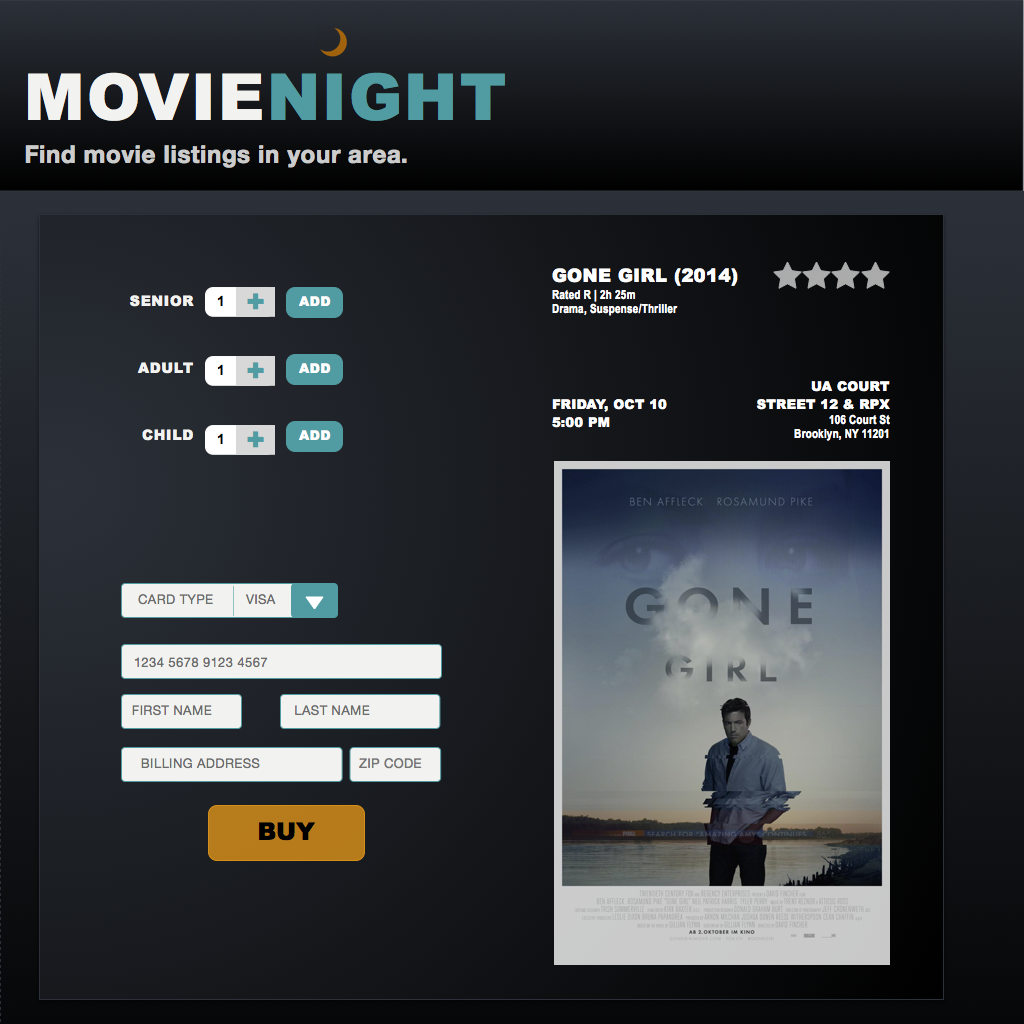 MOVIENIGHT
Find movie listings in your area.
SENIOR 1 ADD
ADULT 1 ADD
CHILD 1 ADD
CARD TYPE VISA
1234 5678 9123 4567
FIRST NAME LAST NAME
BILLING ADDRESS ZIP CODE
BUY
GONE GIRL (2014)
Rated R | 2h 25m
Drama, Suspense/Thriller
FRIDAY, OCT 10
5:00 PM
UA COURT
STREET 12 & RPX
106 Court St
Brooklyn, NY 11201
BEN AFFLECK ROSAMUND PIKE
GONE
GIRL
AB 2.OKTOBER IM KINO